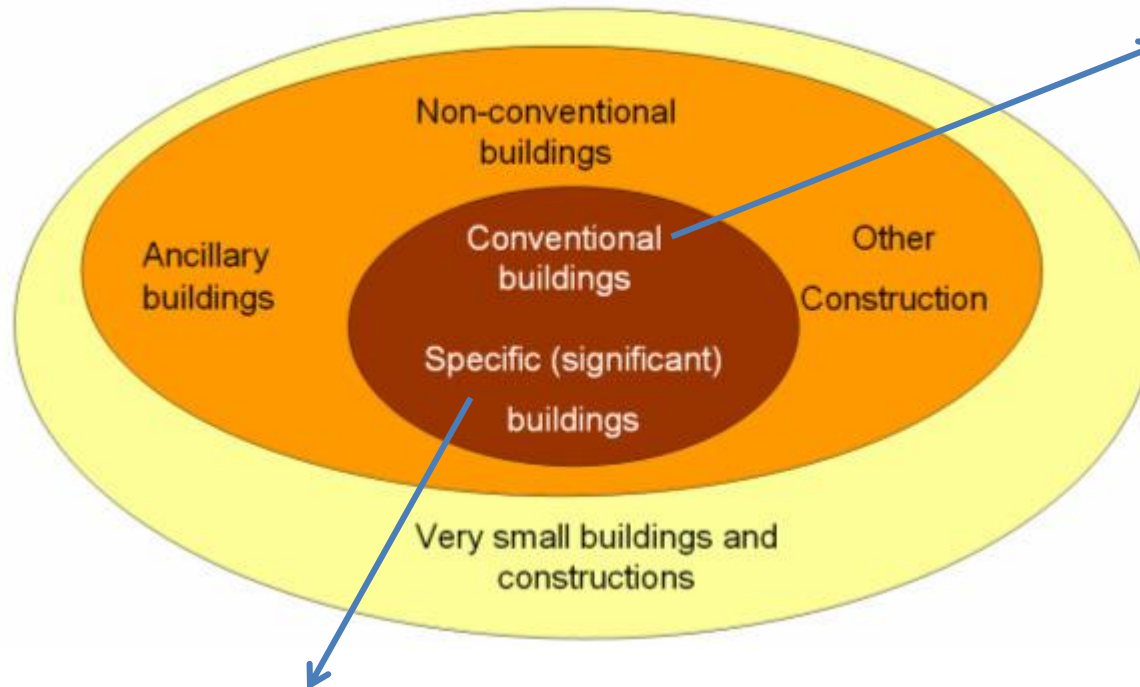 Non-conventional
buildings
Conventional
buildings
Ancillary
buildings
Other
Construction
Specific (significant)
buildings
Very small buildings and
constructions